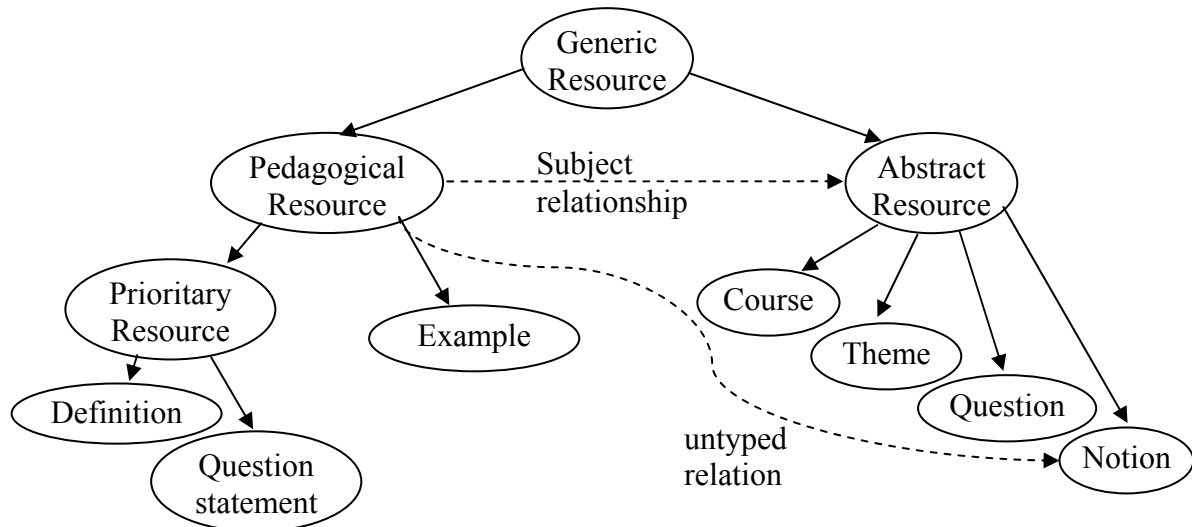 Generic
Resource
Pedagogical
Resource
Subject
relationship
Abstract
Resource
Prioritary
Resource
Example
Course
Theme
Definition
Question
Question
statement
untyped
relation
Notion